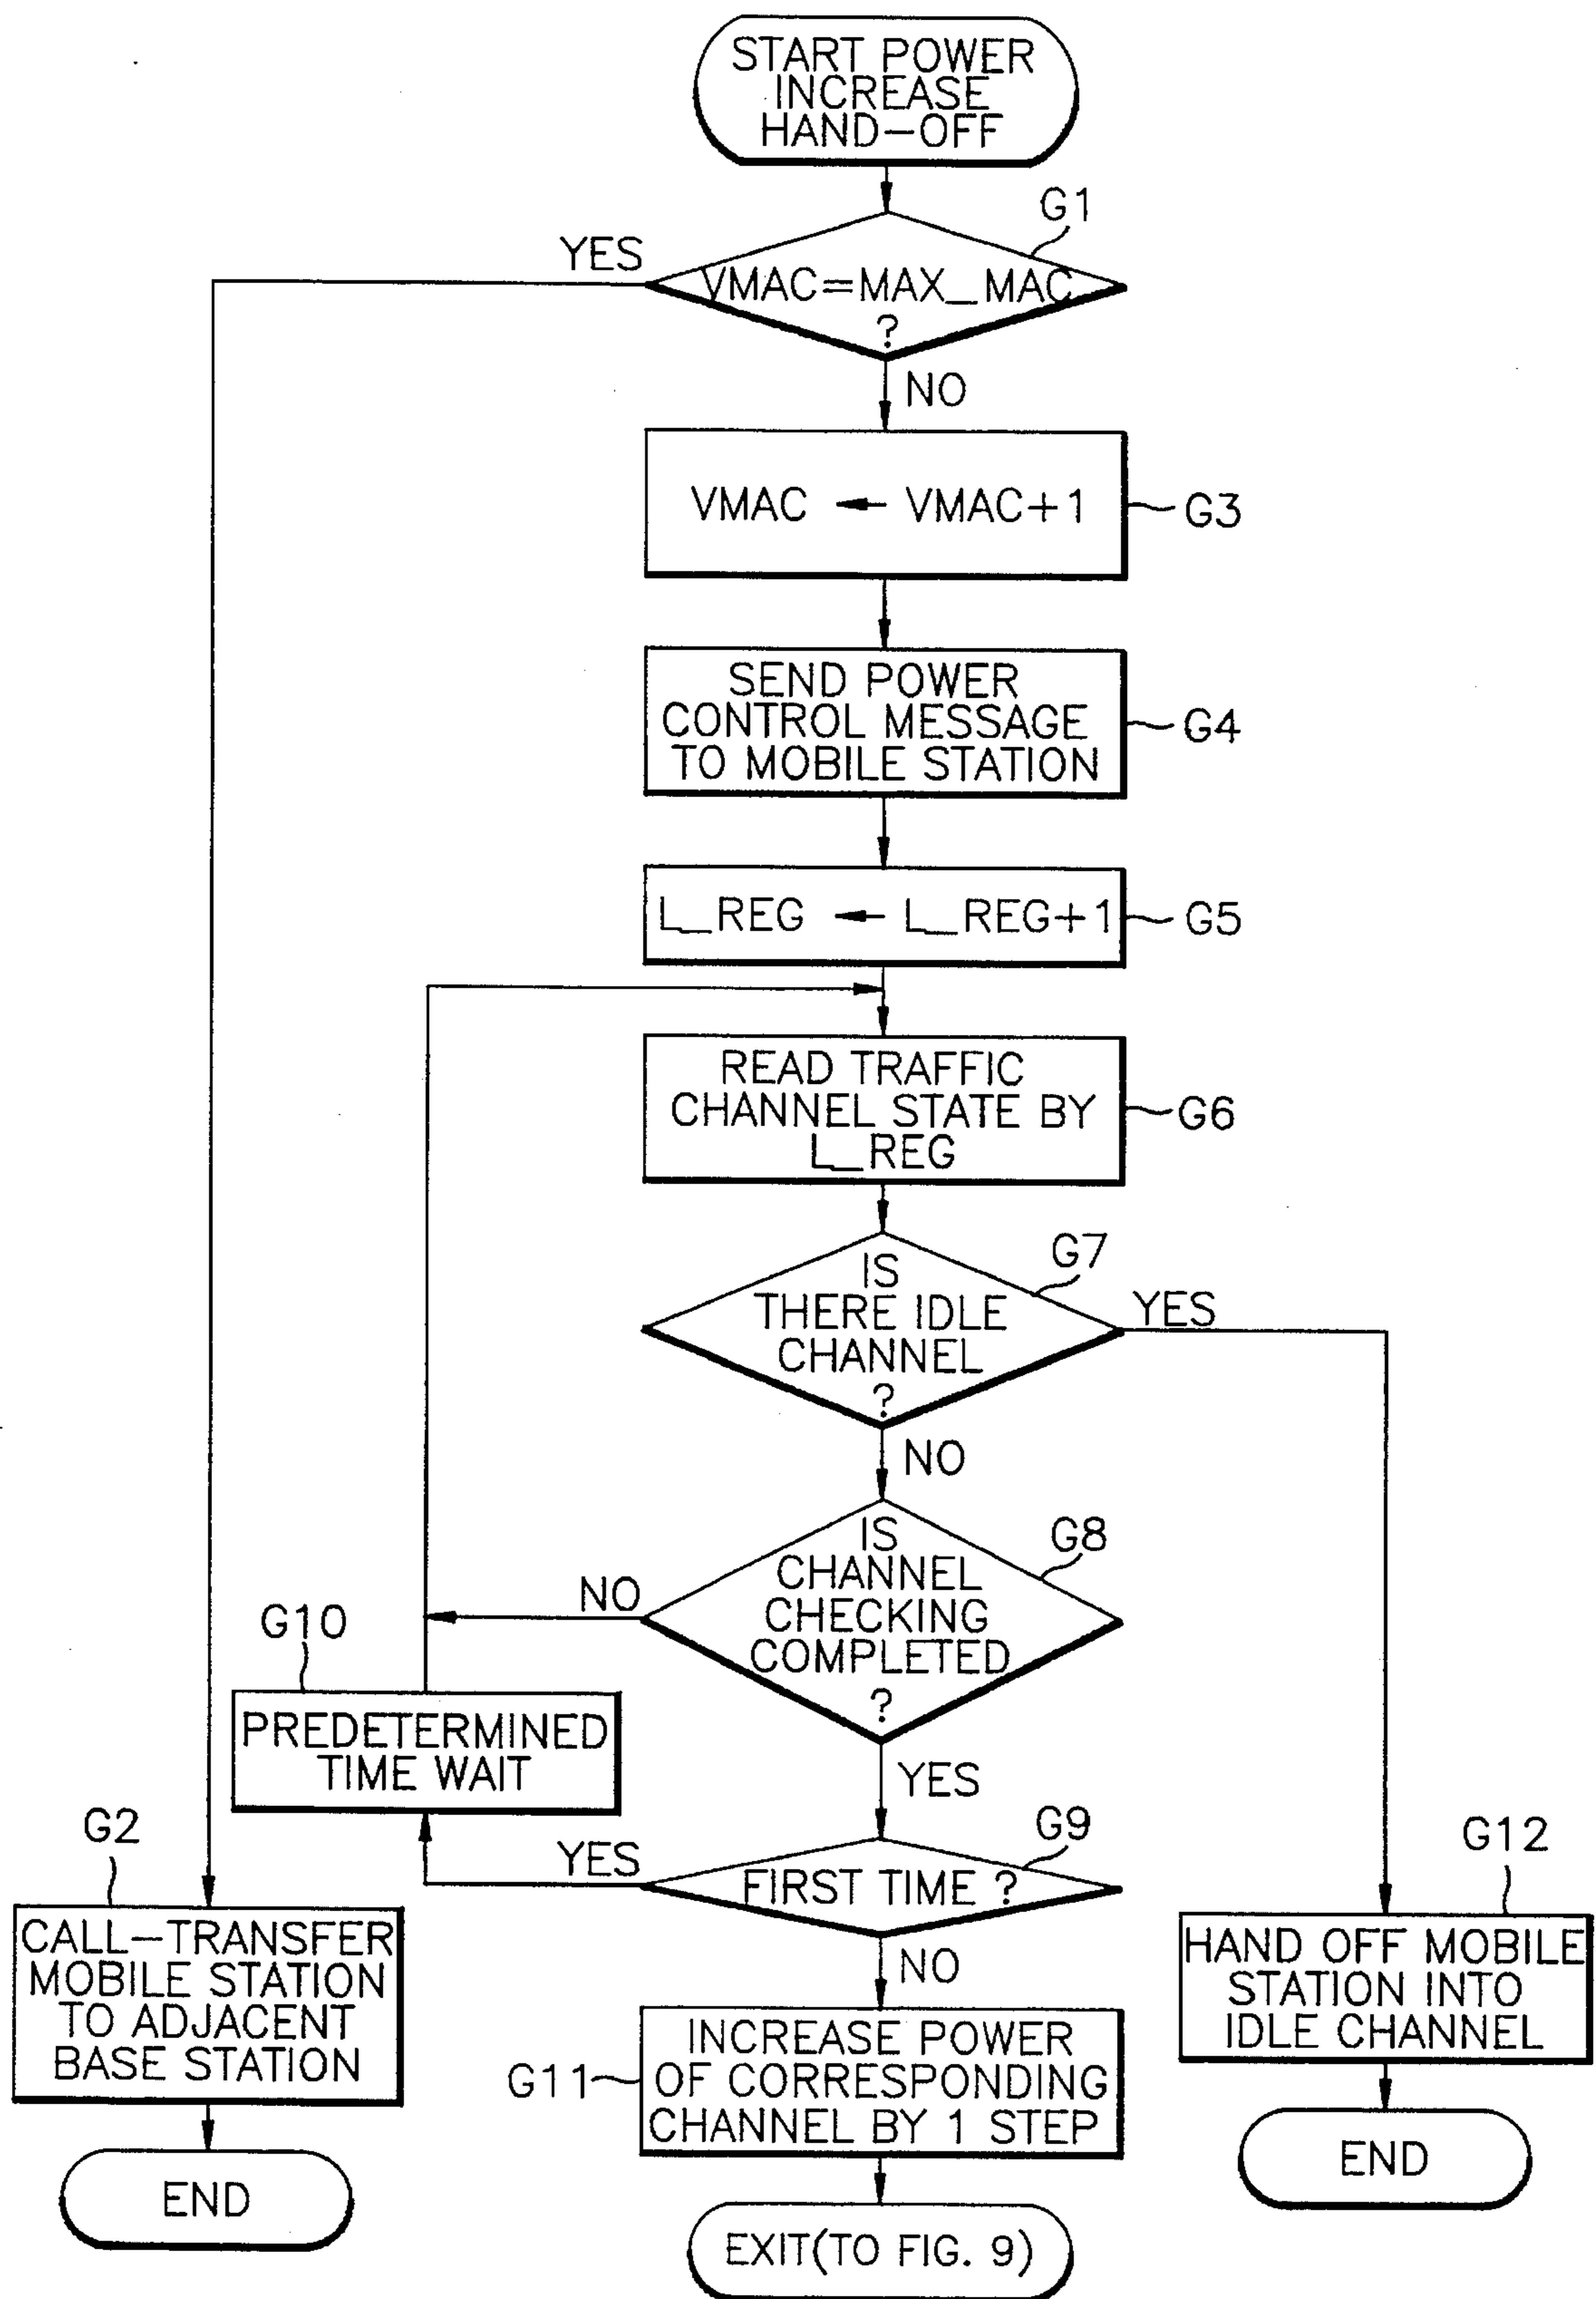 START POWER
INCREASE
HAND-OFF
G1
YES
VMAC=MAX_MAC
?
NO
VMAC ← VMAC+1
G3
SEND POWER
CONTROL MESSAGE
TO MOBILE STATION
G4
L_REG ← L_REG+1
G5
READ TRAFFIC
CHANNEL STATE BY
L_REG
G6
G7
IS
THERE IDLE
CHANNEL
?
YES
NO
G8
IS
CHANNEL
CHECKING
COMPLETED
?
NO
G10
PREDETERMINED
TIME WAIT
YES
G9
FIRST TIME ?
YES
NO
G2
CALL-TRANSFER
MOBILE STATION
TO ADJACENT
BASE STATION
END
G11
INCREASE POWER
OF CORRESPONDING
CHANNEL BY 1 STEP
EXIT(TO FIG. 9)
G12
HAND OFF MOBILE
STATION INTO
IDLE CHANNEL
END